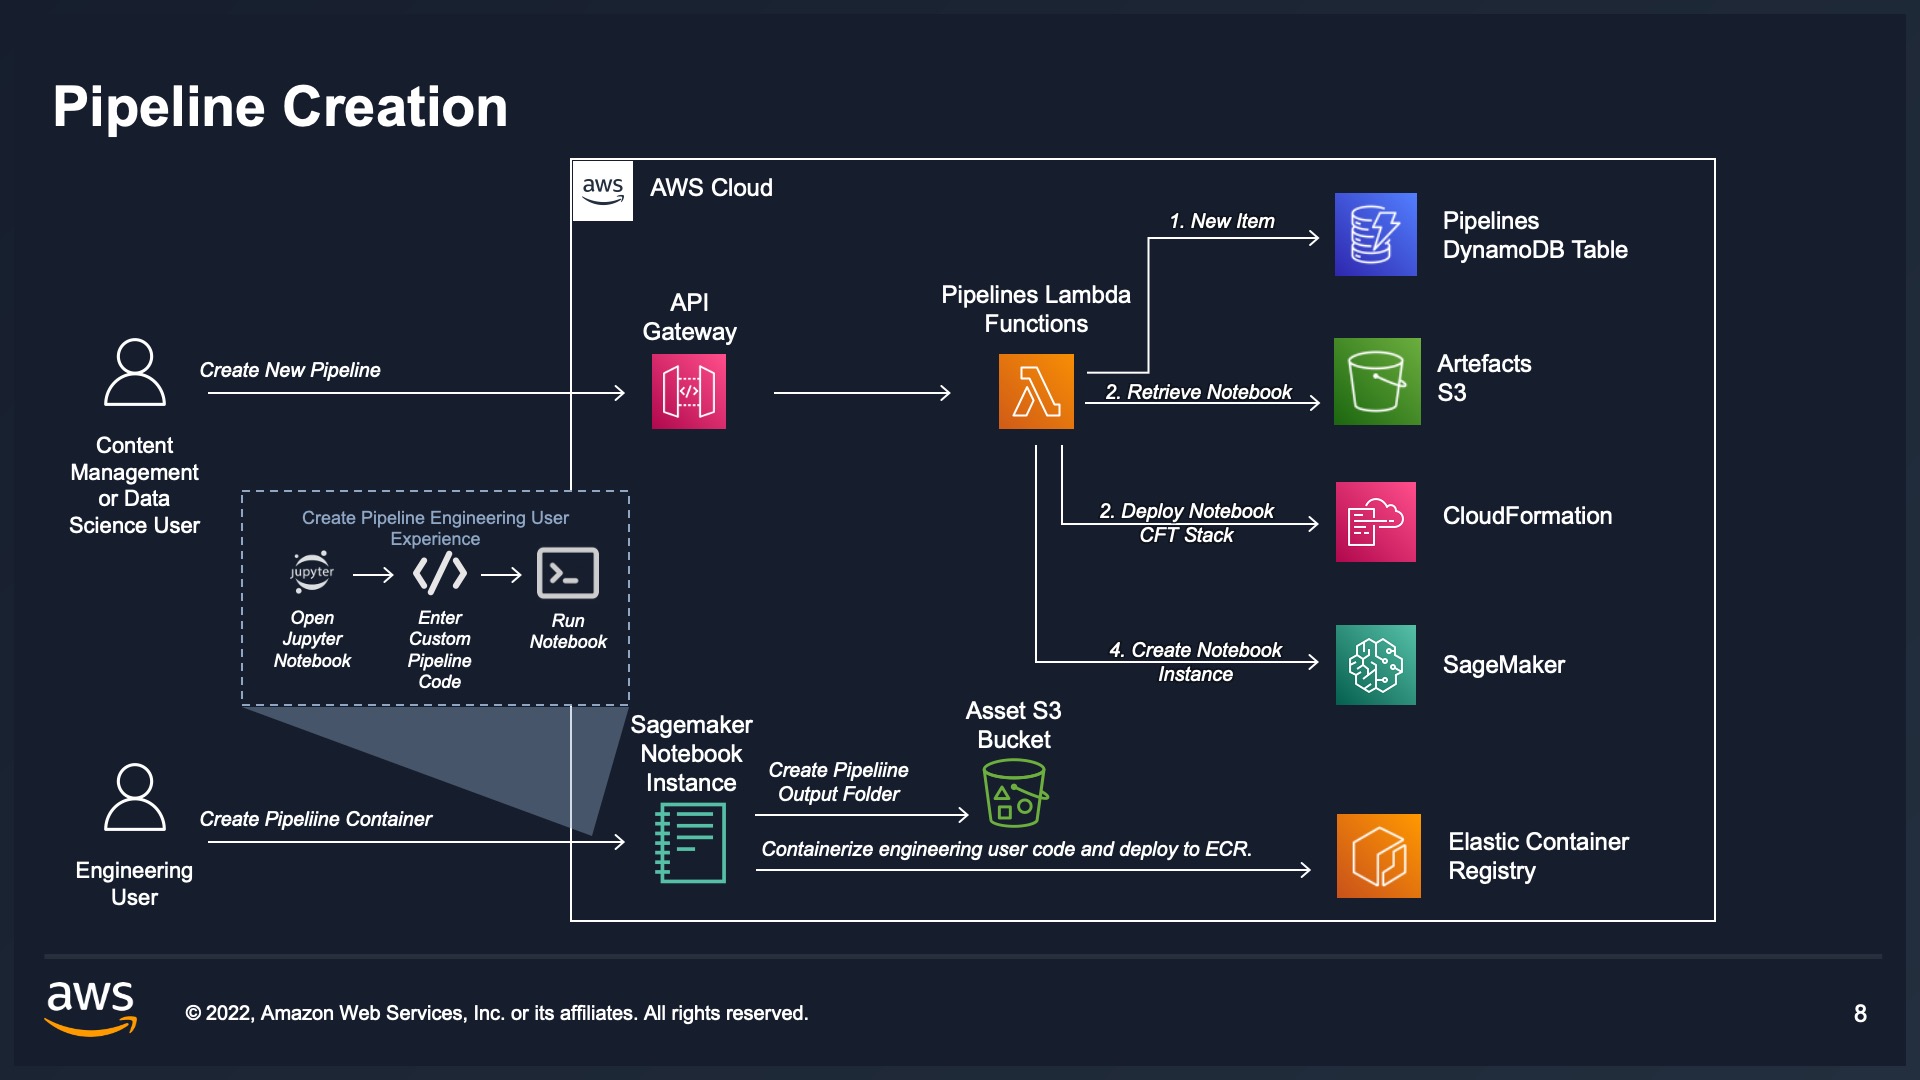 Pipeline Creation
aws
AWS Cloud
1. New Item
Pipelines
DynamoDB Table
API
Gateway
Pipelines Lambda
Functions
Create New Pipeline
2. Retrieve Notebook
Artefacts
S3
Content
Management
or Data
Science User
2. Deploy Notebook
CFT Stack
CloudFormation
Create Pipeline Engineering User
Experience
jupyter
Open
Jupyter
Notebook
Enter
Custom
Pipeline
Code
Run
Notebook
4. Create Notebook
Instance
SageMaker
Sagemaker
Notebook
Instance
Asset S3
Bucket
Create Pipeliine
Output Folder
Create Pipeliine Container
Engineering
User
Containerize engineering user code and deploy to ECR.
Elastic Container
Registry
aws
© 2022, Amazon Web Services, Inc. or its affiliates. All rights reserved.
8